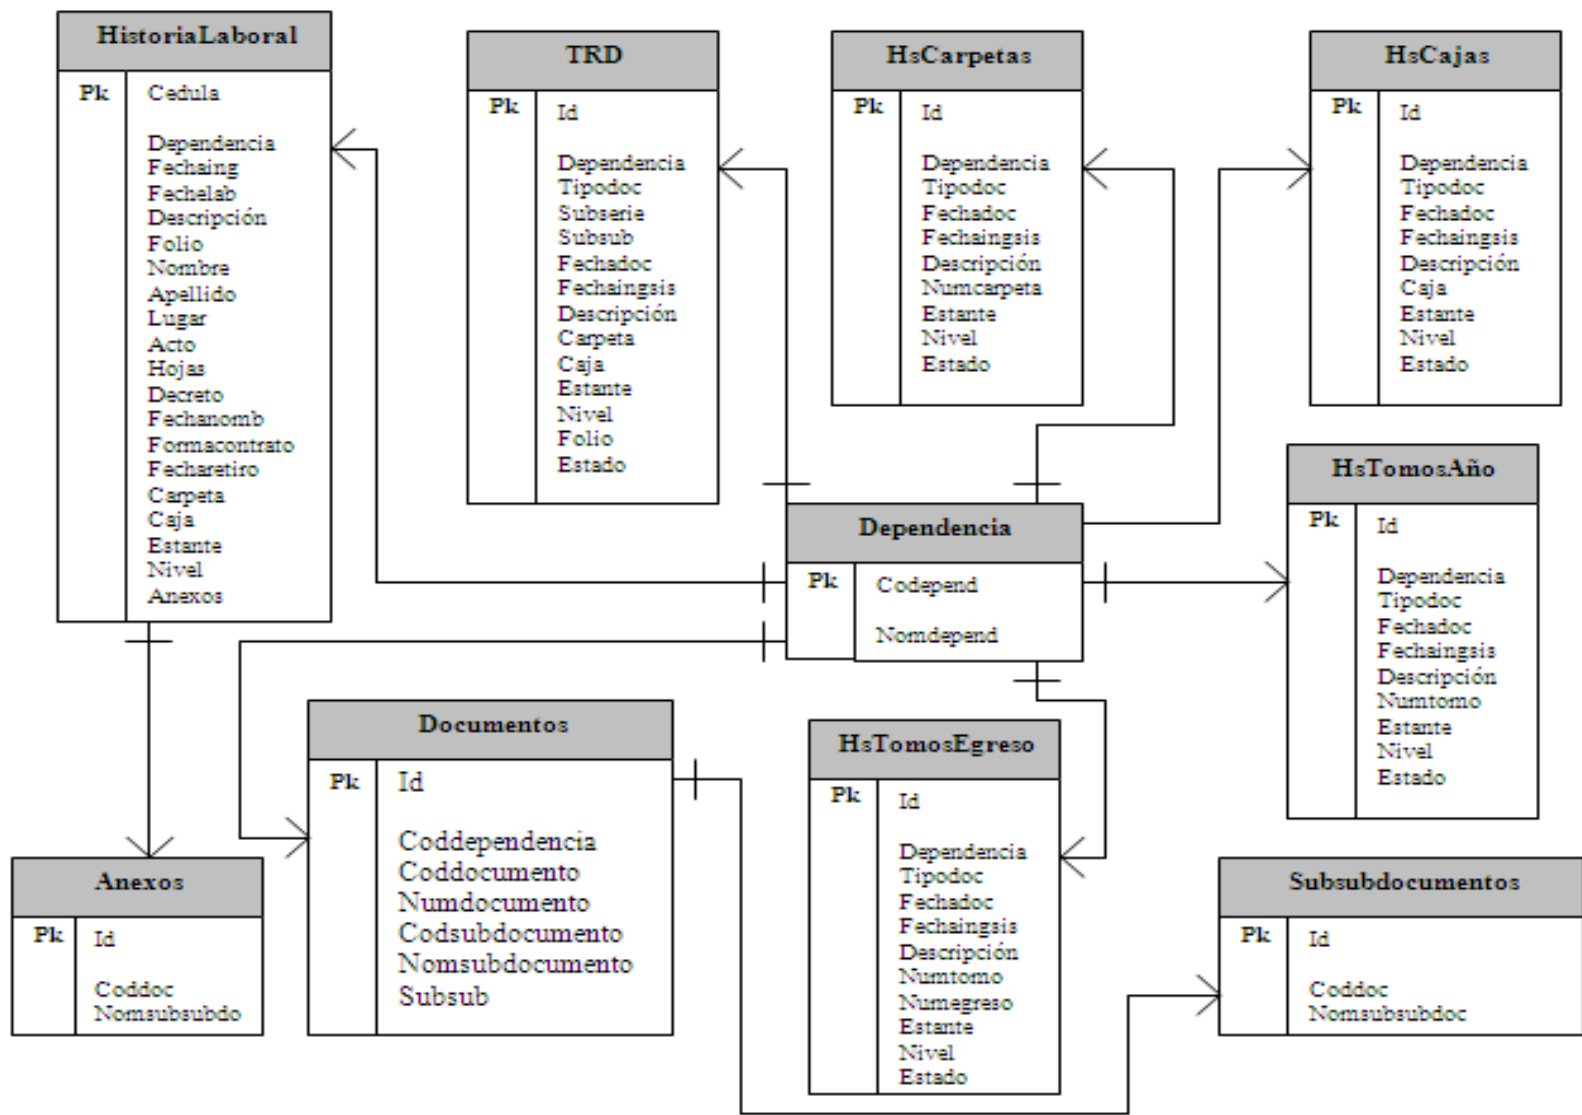 HistoriaLaboral
Pk Cedula
Dependencia
Fechaing
Fechelab
Descripción
Folio
Nombre
Apellido
Lugar
Acto
Hojas
Decreto
Fechanomb
Formacontrato
Fecharetiro
Carpeta
Caja
Estante
Nivel
Anexos
TRD
Pk Id
Dependencia
Tipodoc
Subserie
Subsub
Fechadoc
Fechaingsis
Descripción
Carpeta
Caja
Estante
Nivel
Folio
Estado
HsCarpetas
Pk Id
Dependencia
Tipodoc
Fechadoc
Fechaingsis
Descripción
Numcarpeta
Estante
Nivel
Estado
HsCajas
Pk Id
Dependencia
Tipodoc
Fechadoc
Fechaingsis
Descripción
Caja
Estante
Nivel
Estado
Dependencia
Pk Codepend
Nomdepend
HsTomosAño
Pk Id
Dependencia
Tipodoc
Fechadoc
Fechaingsis
Descripción
Numtomo
Estante
Nivel
Estado
Documentos
Pk Id
Coddependencia
Coddocumento
Numdocumento
Codsubdocumento
Nomsubdocumento
Subsub
HsTomosEgreso
Pk Id
Dependencia
Tipodoc
Fechadoc
Fechaingsis
Descripción
Numtomo
Numegreso
Estante
Nivel
Estado
Anexos
Pk Id
Coddoc
Nomsubsubdo
Subsubdocumentos
Pk Id
Coddoc
Nomsubsubdoc